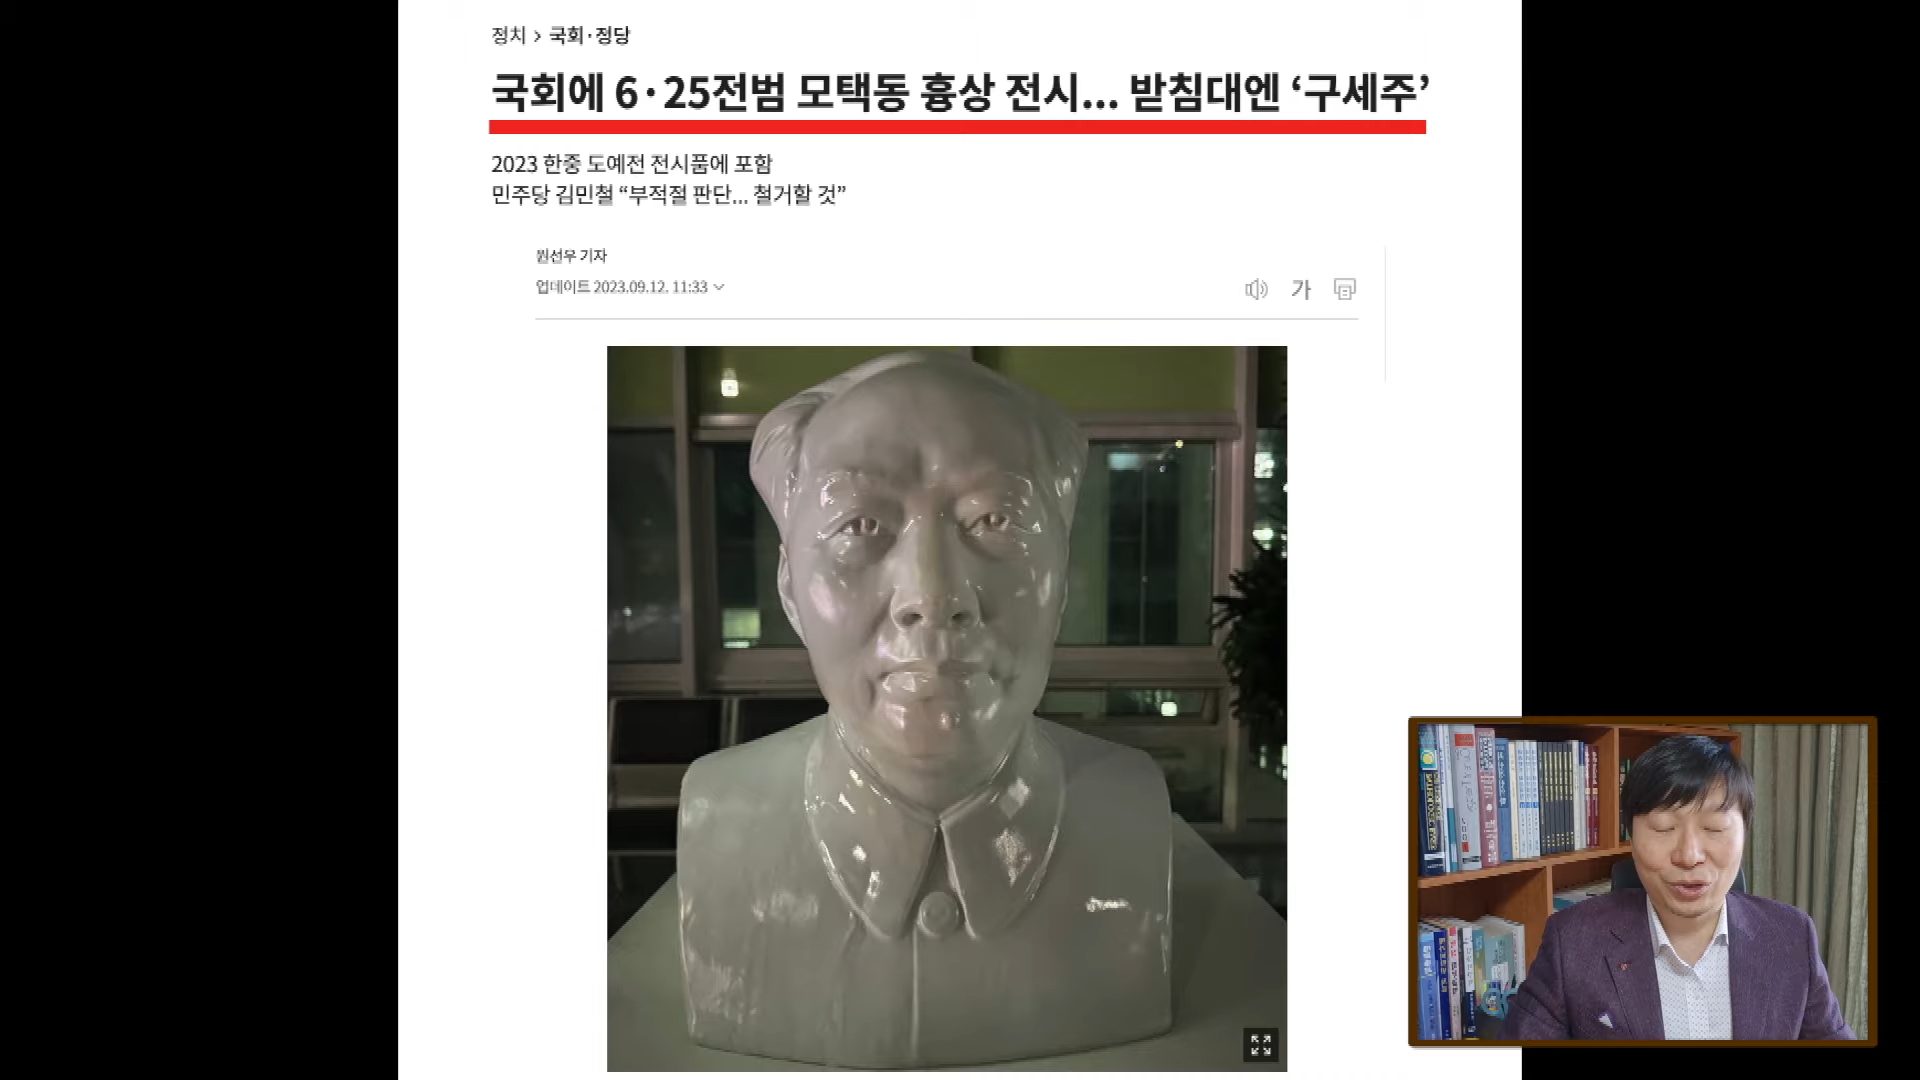 정치 > 국회·정당
국회에 6·25전범 모택동 흉상 전시... 받침대엔 ‘구세주’
2023 한중 도예전 전시품에 포함
민주당 김민철 “부적절 판단... 철거할 것”
원선우 기자
업데이트 2023.09.12. 11:33
가